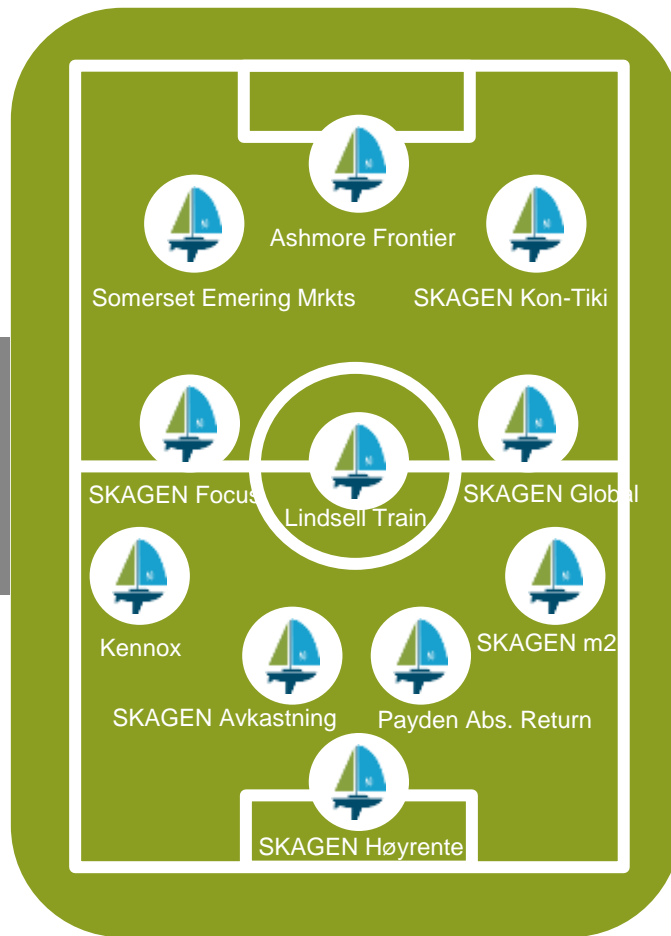 Ashmore Frontier
Somerset Emering Mrkts
SKAGEN Kon-Tiki
SKAGEN Focus
Lindsell Train
SKAGEN Global
Kennox
SKAGEN m2
SKAGEN Avkastning
Payden Abs. Return
SKAGEN Høyrente